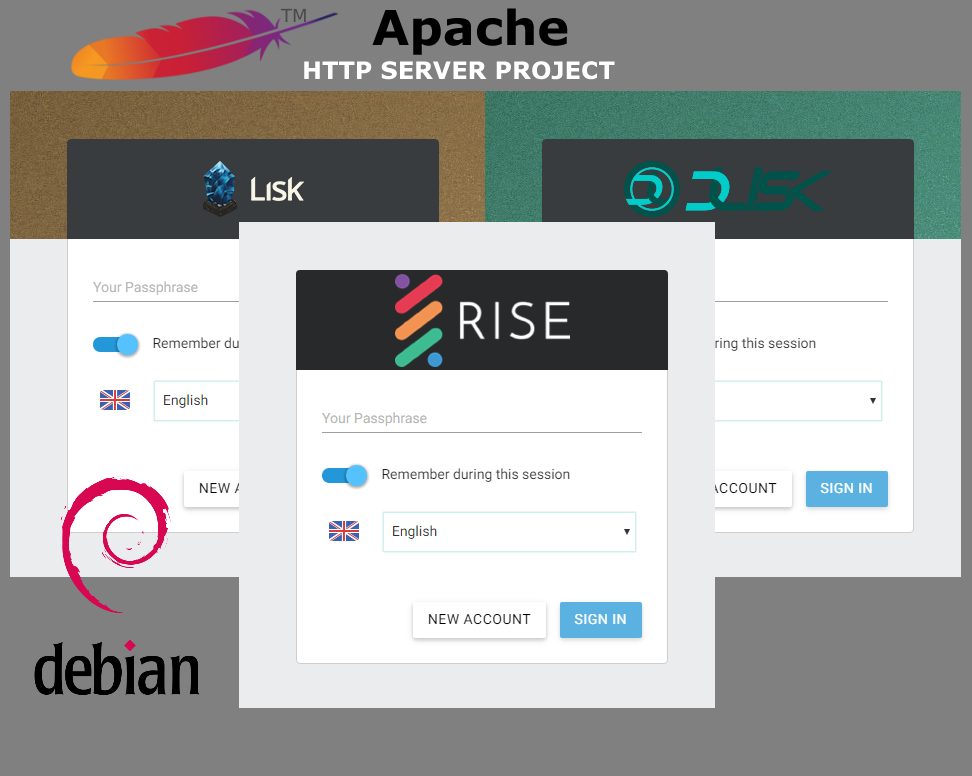 TM
Apache
HTTP SERVER PROJECT
Lisk
DLISK
RISE
Your Passphrase
Remember du
English
NEW A
Your Passphrase
Remember during this session
English
NEW ACCOUNT SIGN IN
ring this session
ACCOUNT SIGN IN
debian